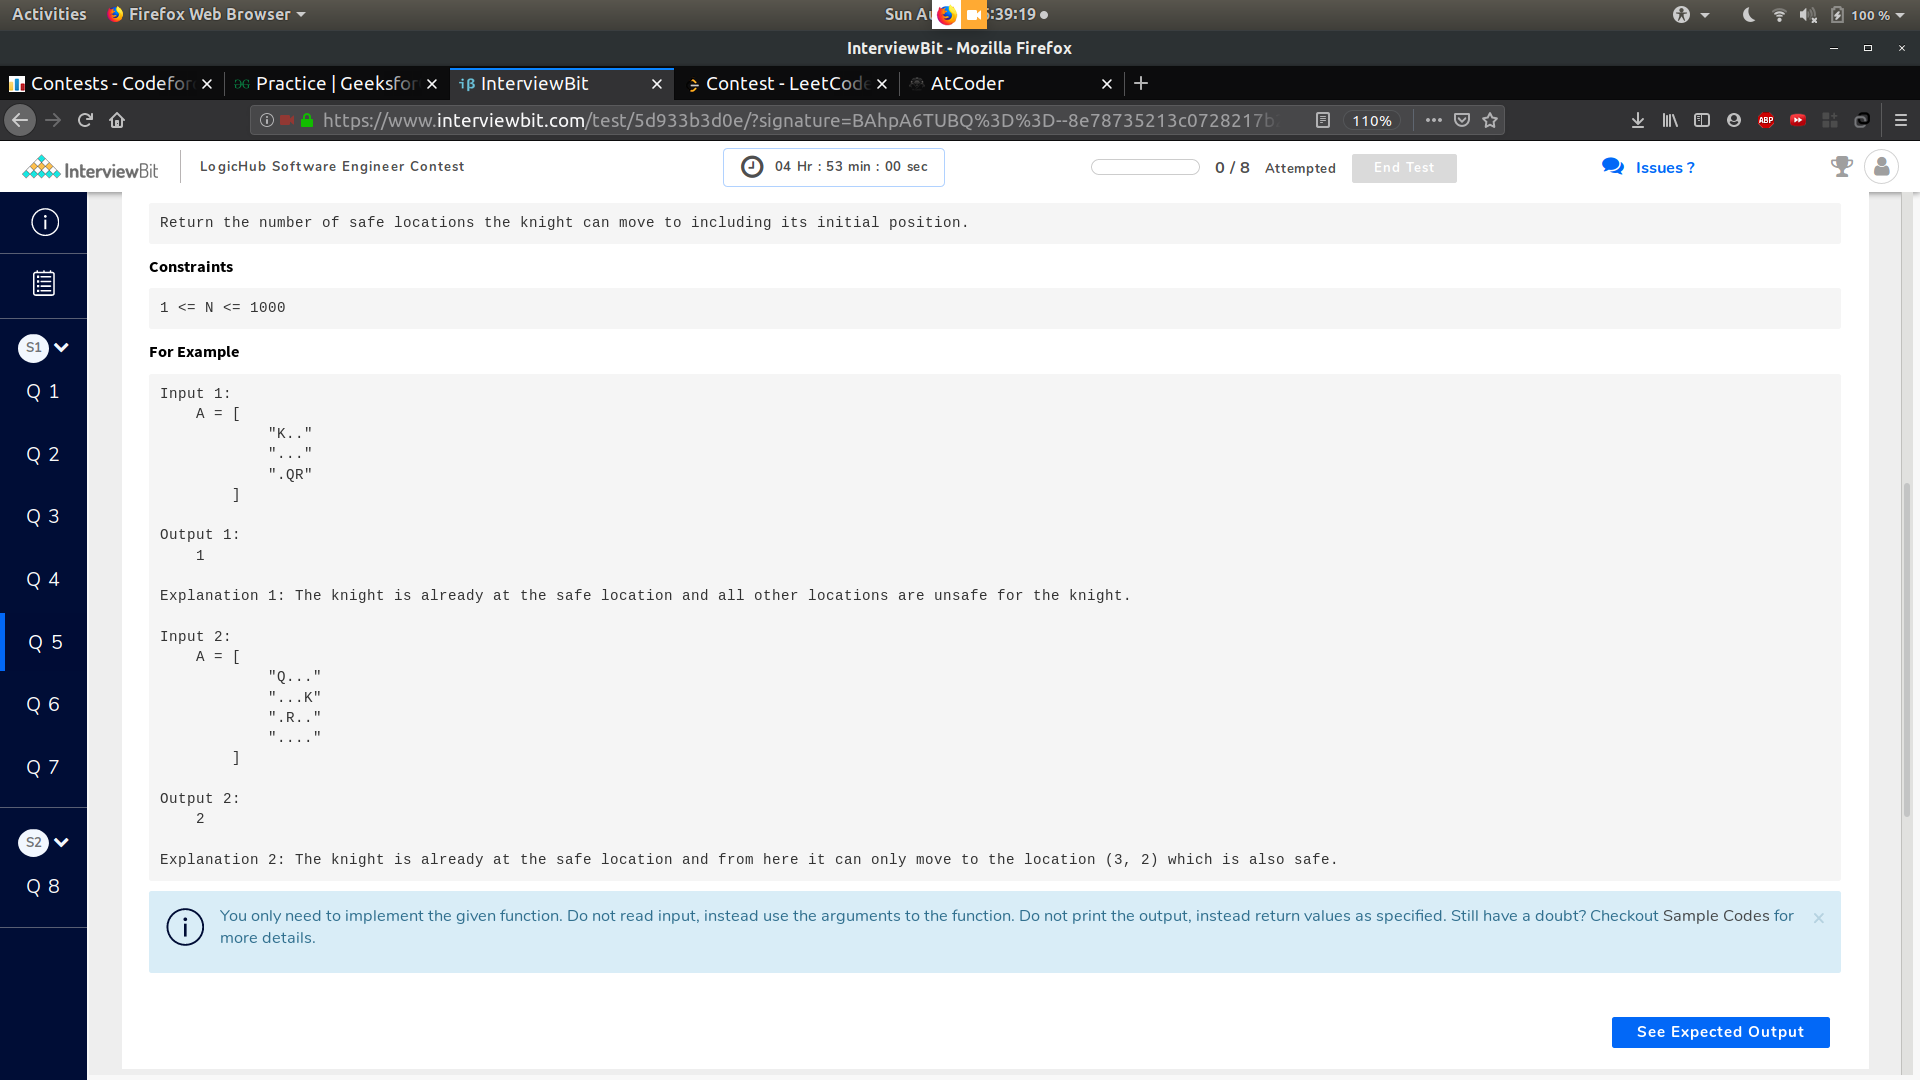 Activities Firefox Web Browser Sun Au 5:39:19 100 %
InterviewBit - Mozilla Firefox
Contests - Codefor Practice | Geeksfor InterviewBit Contest - LeetCode AtCoder
https://www.interviewbit.com/test/5d933b3d0e/?signature=BAhpA6TUBQ%3D%3D--8e78735213c0728217b 110% ABP
InterviewBit LogicHub Software Engineer Contest 04 Hr : 53 min : 00 sec 0 / 8 Attempted End Test Issues ?
S1
Q 1
Q 2
Q 3
Q 4
Q 5
Q 6
Q 7
S2
Q 8
Return the number of safe locations the knight can move to including its initial position.
Constraints
1 <= N <= 1000
For Example
Input 1:
A = [
"K.."
"..."
".QR"
]
Output 1:
1
Explanation 1: The knight is already at the safe location and all other locations are unsafe for the knight.
Input 2:
A = [
"Q..."
"...K"
".R.."
"...."
]
Output 2:
2
Explanation 2: The knight is already at the safe location and from here it can only move to the location (3, 2) which is also safe.
You only need to implement the given function. Do not read input, instead use the arguments to the function. Do not print the output, instead return values as specified. Still have a doubt? Checkout Sample Codes for
more details.
See Expected Output